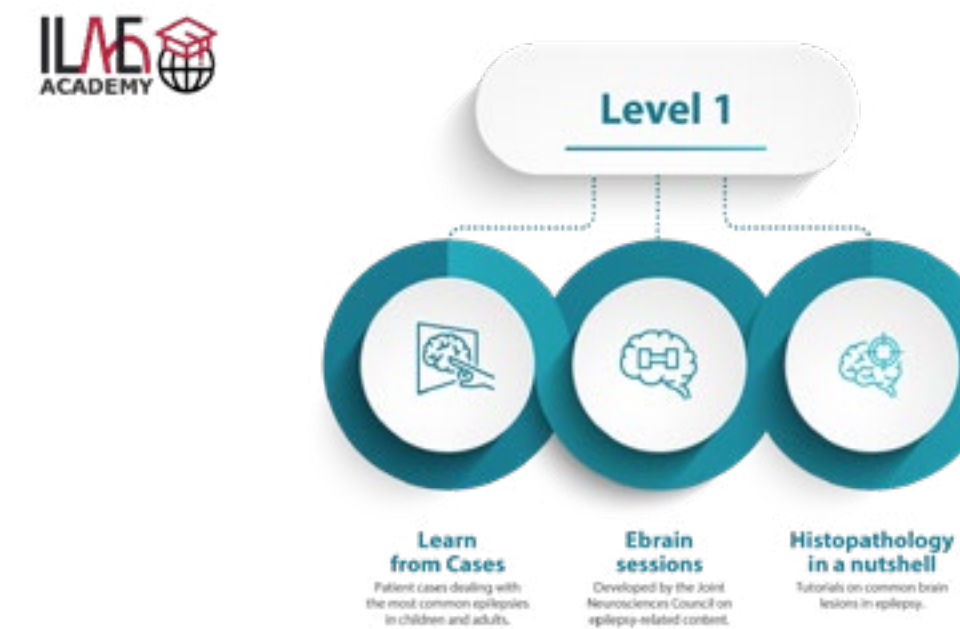 ILAE
ACADEMY
Level 1
Learn
from Cases
Patient cases dealing with
the most common epilepsies
in children and adults.
Ebrain
sessions
Developed by the Joint
Neurosciences Council on
epilepsy-related content.
Histopathology
in a nutshell
Tutorials on common brain
lesions in epilepsy.